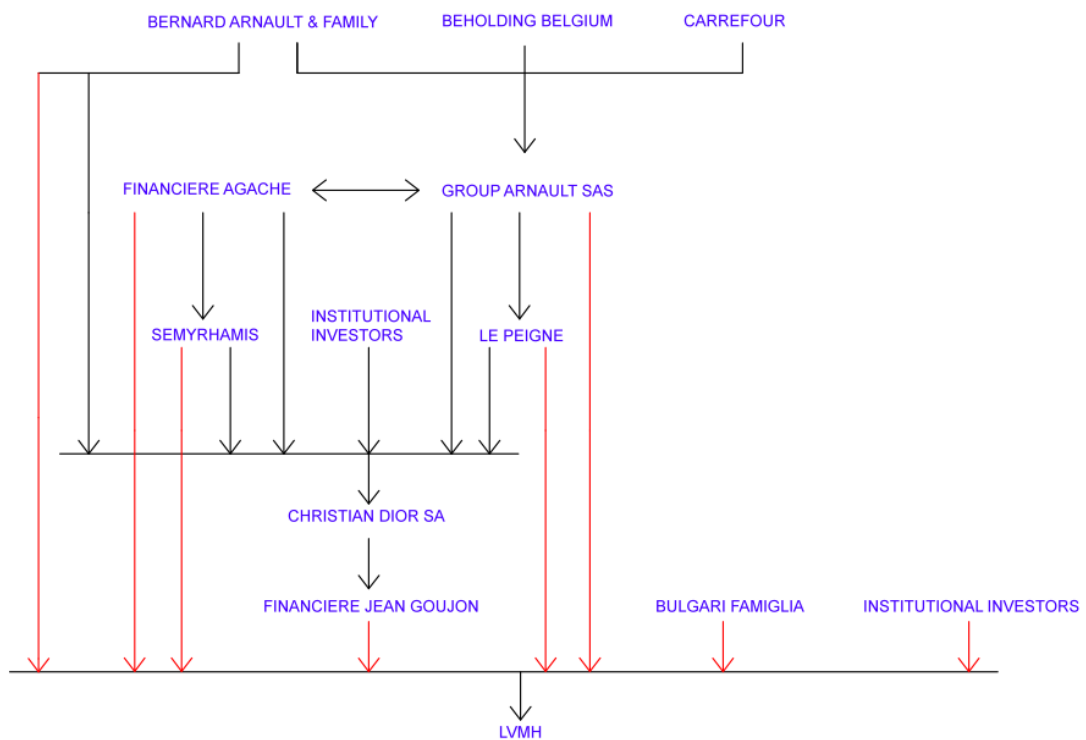 BERNARD ARNAULT & FAMILY
BEHOLDING BELGIUM
CARREFOUR
FINANCIERE AGACHE
GROUP ARNAULT SAS
SEMYRHAMIS
INSTITUTIONAL
INVESTORS
LE PEIGNE
CHRISTIAN DIOR SA
FINANCIERE JEAN GOUJON
BULGARI FAMIGLIA
INSTITUTIONAL INVESTORS
LVMH